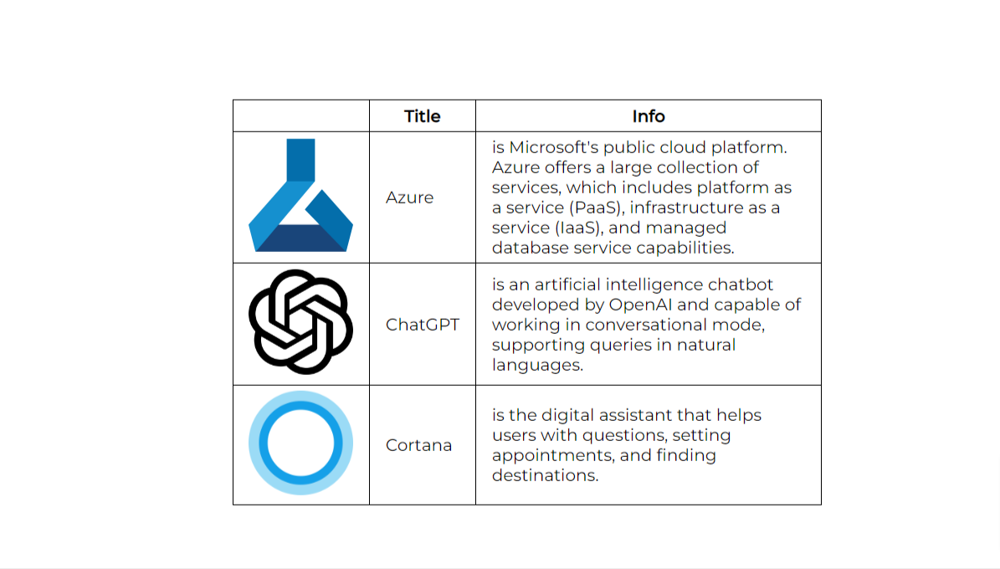 Title
Info
Azure
is Microsoft's public cloud platform.
Azure offers a large collection of
services, which includes platform as
a service (PaaS), infrastructure as a
service (IaaS), and managed
database service capabilities.
ChatGPT
is an artificial intelligence chatbot
developed by OpenAI and capable of
working in conversational mode,
supporting queries in natural
languages.
Cortana
is the digital assistant that helps
users with questions, setting
appointments, and finding
destinations.